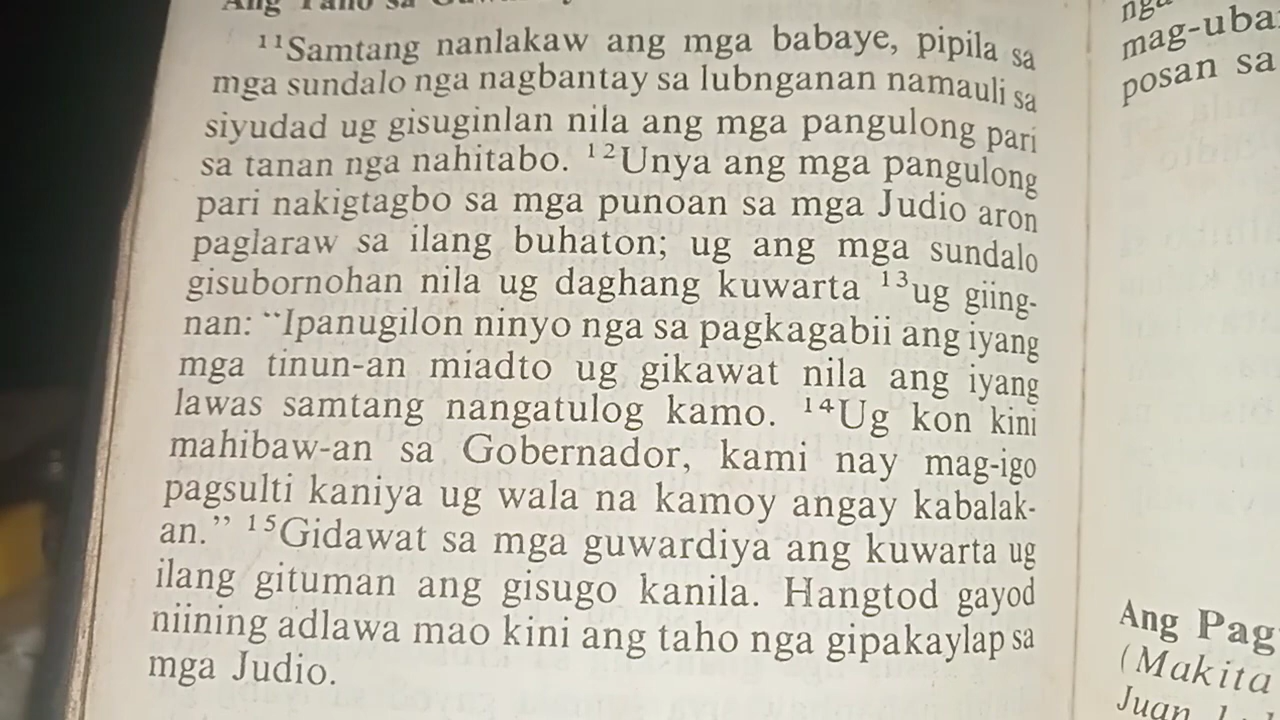 Ang Taho sa
¹¹Samtang nanlakaw ang mga babaye, pipila sa
mga sundalo nga nagbantay sa lubnganan namauli sa
siyudad ug gisuginlan nila ang mga pangulong pari
sa tanan nga nahitabo. ¹²Unya ang mga pangulong
pari nakigtagbo sa mga punoan sa mga Judio aron
paglaraw sa ilang buhaton; ug ang mga sundalo
gisubornohan nila ug daghang kuwarta ¹³ug giing-
nan: “Ipanugilon ninyo nga sa pagkagabii ang iyang
mga tinun-an miadto ug gikawat nila ang iyang
lawas samtang nangatulog kamo. ¹⁴Ug kon kini
mahibaw-an sa Gobernador, kami nay mag-igo
pagsulti kaniya ug wala na kamoy angay kabalak-
an.” ¹⁵Gidawat sa mga guwardiya ang kuwarta ug
ilang gituman ang gisugo kanila. Hangtod gayod
niining adlawa mao kini ang taho nga gipakaylap sa
mga Judio.
nga
mag-uba
posan sa
Ang Pag
(Makita
Juan